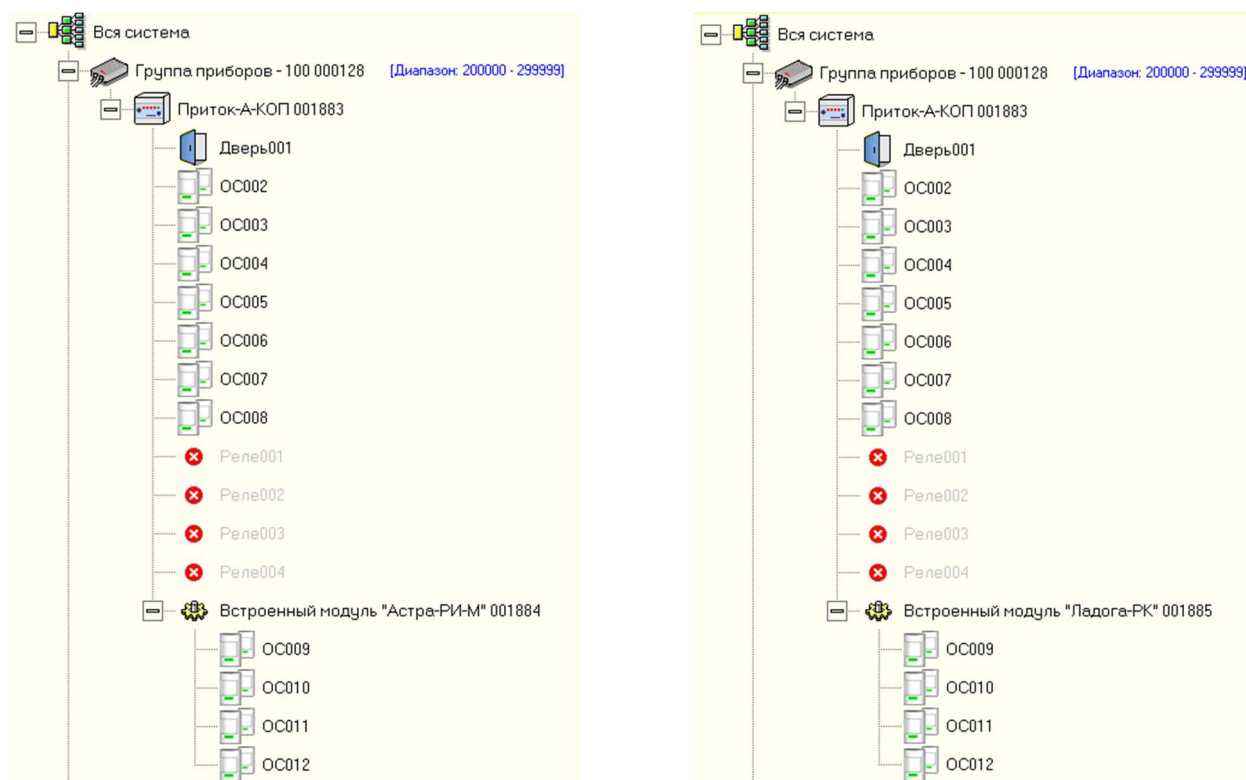 Вся система
Группа приборов - 100 000128 [Диапазон: 200000 - 299999]
Приток-А-КОП 001883
Дверь001
ОС002
ОС003
ОС004
ОС005
ОС006
ОС007
ОС008
Реле001
Реле002
Реле003
Реле004
Встроенный модуль "Астра-РИ-М" 001884
ОС009
ОС010
ОС011
ОС012
Вся система
Группа приборов - 100 000128 [Диапазон: 200000 - 299999]
Приток-А-КОП 001883
Дверь001
ОС002
ОС003
ОС004
ОС005
ОС006
ОС007
ОС008
Реле001
Реле002
Реле003
Реле004
Встроенный модуль "Ладога-РК" 001885
ОС009
ОС010
ОС011
ОС012